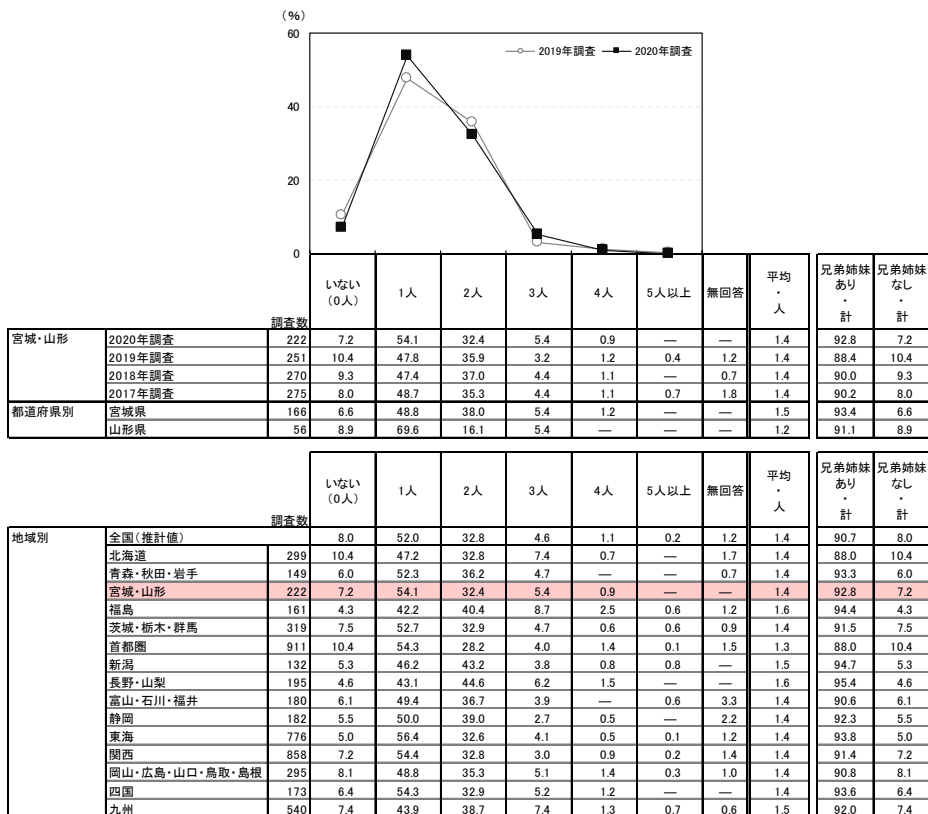 （%）
60
40
20
0
2019年調査 2020年調査
調査数 いない（0人） 1人 2人 3人 4人 5人以上 無回答 平均・人 兄弟姉妹あり・計 兄弟姉妹なし・計
宮城・山形 2020年調査 222 7.2 54.1 32.4 5.4 0.9 — — 1.4 92.8 7.2
2019年調査 251 10.4 47.8 35.9 3.2 1.2 0.4 1.2 1.4 88.4 10.4
2018年調査 270 9.3 47.4 37.0 4.4 1.1 — 0.7 1.4 90.0 9.3
2017年調査 275 8.0 48.7 35.3 4.4 1.1 0.7 1.8 1.4 90.2 8.0
都道府県別 宮城県 166 6.6 48.8 38.0 5.4 1.2 — — 1.5 93.4 6.6
山形県 56 8.9 69.6 16.1 5.4 — — — 1.2 91.1 8.9
調査数 いない（0人） 1人 2人 3人 4人 5人以上 無回答 平均・人 兄弟姉妹あり・計 兄弟姉妹なし・計
地域別 全国（推計値） 8.0 52.0 32.8 4.6 1.1 0.2 1.2 1.4 90.7 8.0
北海道 299 10.4 47.2 32.8 7.4 0.7 — 1.7 1.4 88.0 10.4
青森・秋田・岩手 149 6.0 52.3 36.2 4.7 — — 0.7 1.4 93.3 6.0
宮城・山形 222 7.2 54.1 32.4 5.4 0.9 — — 1.4 92.8 7.2
福島 161 4.3 42.2 40.4 8.7 2.5 0.6 1.2 1.6 94.4 4.3
茨城・栃木・群馬 319 7.5 52.7 32.9 4.7 0.6 0.6 0.9 1.4 91.5 7.5
首都圏 911 10.4 54.3 28.2 4.0 1.4 0.1 1.5 1.3 88.0 10.4
新潟 132 5.3 46.2 43.2 3.8 0.8 0.8 — 1.5 94.7 5.3
長野・山梨 195 4.6 43.1 44.6 6.2 1.5 — — 1.6 95.4 4.6
富山・石川・福井 180 6.1 49.4 36.7 3.9 — 0.6 3.3 1.4 90.6 6.1
静岡 182 5.5 50.0 39.0 2.7 0.5 — 2.2 1.4 92.3 5.5
東海 776 5.0 56.4 32.6 4.1 0.5 0.1 1.2 1.4 93.8 5.0
関西 858 7.2 54.4 32.8 3.0 0.9 0.2 1.4 1.4 91.4 7.2
岡山・広島・山口・鳥取・島根 295 8.1 48.8 35.3 5.1 1.4 0.3 1.0 1.4 90.8 8.1
四国 173 6.4 54.3 32.9 5.2 1.2 — — 1.4 93.6 6.4
九州 540 7.4 43.9 38.7 7.4 1.3 0.7 0.6 1.5 92.0 7.4